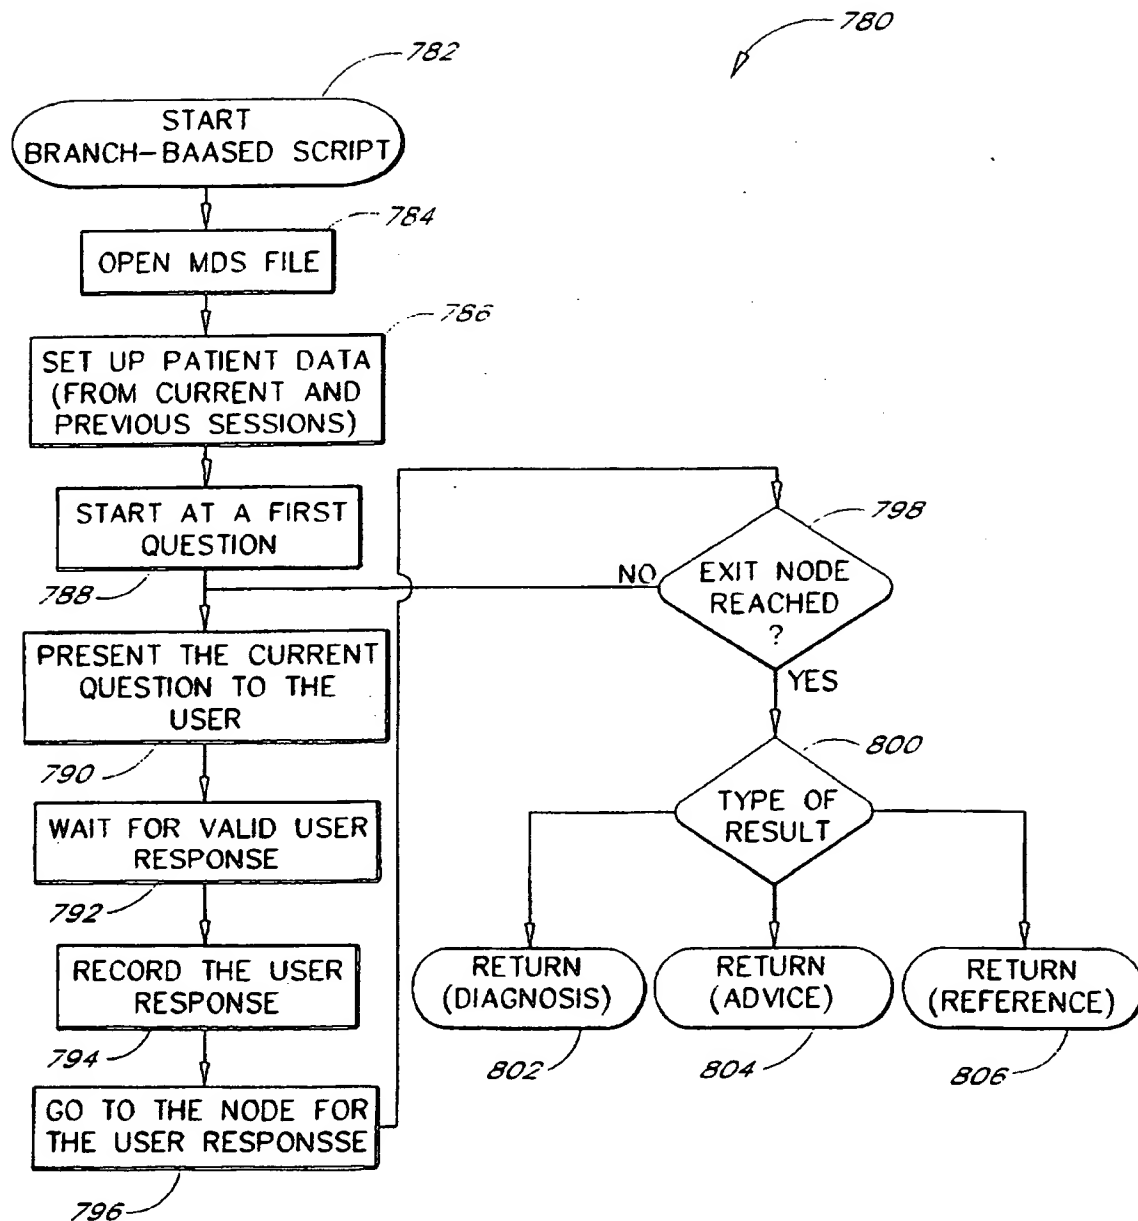 780
782
START
BRANCH-BAASED SCRIPT
784
OPEN MDS FILE
786
SET UP PATIENT DATA
(FROM CURRENT AND
PREVIOUS SESSIONS)
START AT A FIRST
QUESTION
788
PRESENT THE CURRENT
QUESTION TO THE
USER
790
WAIT FOR VALID USER
RESPONSE
792
RECORD THE USER
RESPONSE
794
GO TO THE NODE FOR
THE USER RESPONSSE
796
798
EXIT NODE
REACHED
?
NO
YES
800
TYPE OF
RESULT
RETURN
(DIAGNOSIS)
802
RETURN
(ADVICE)
804
RETURN
(REFERENCE)
806